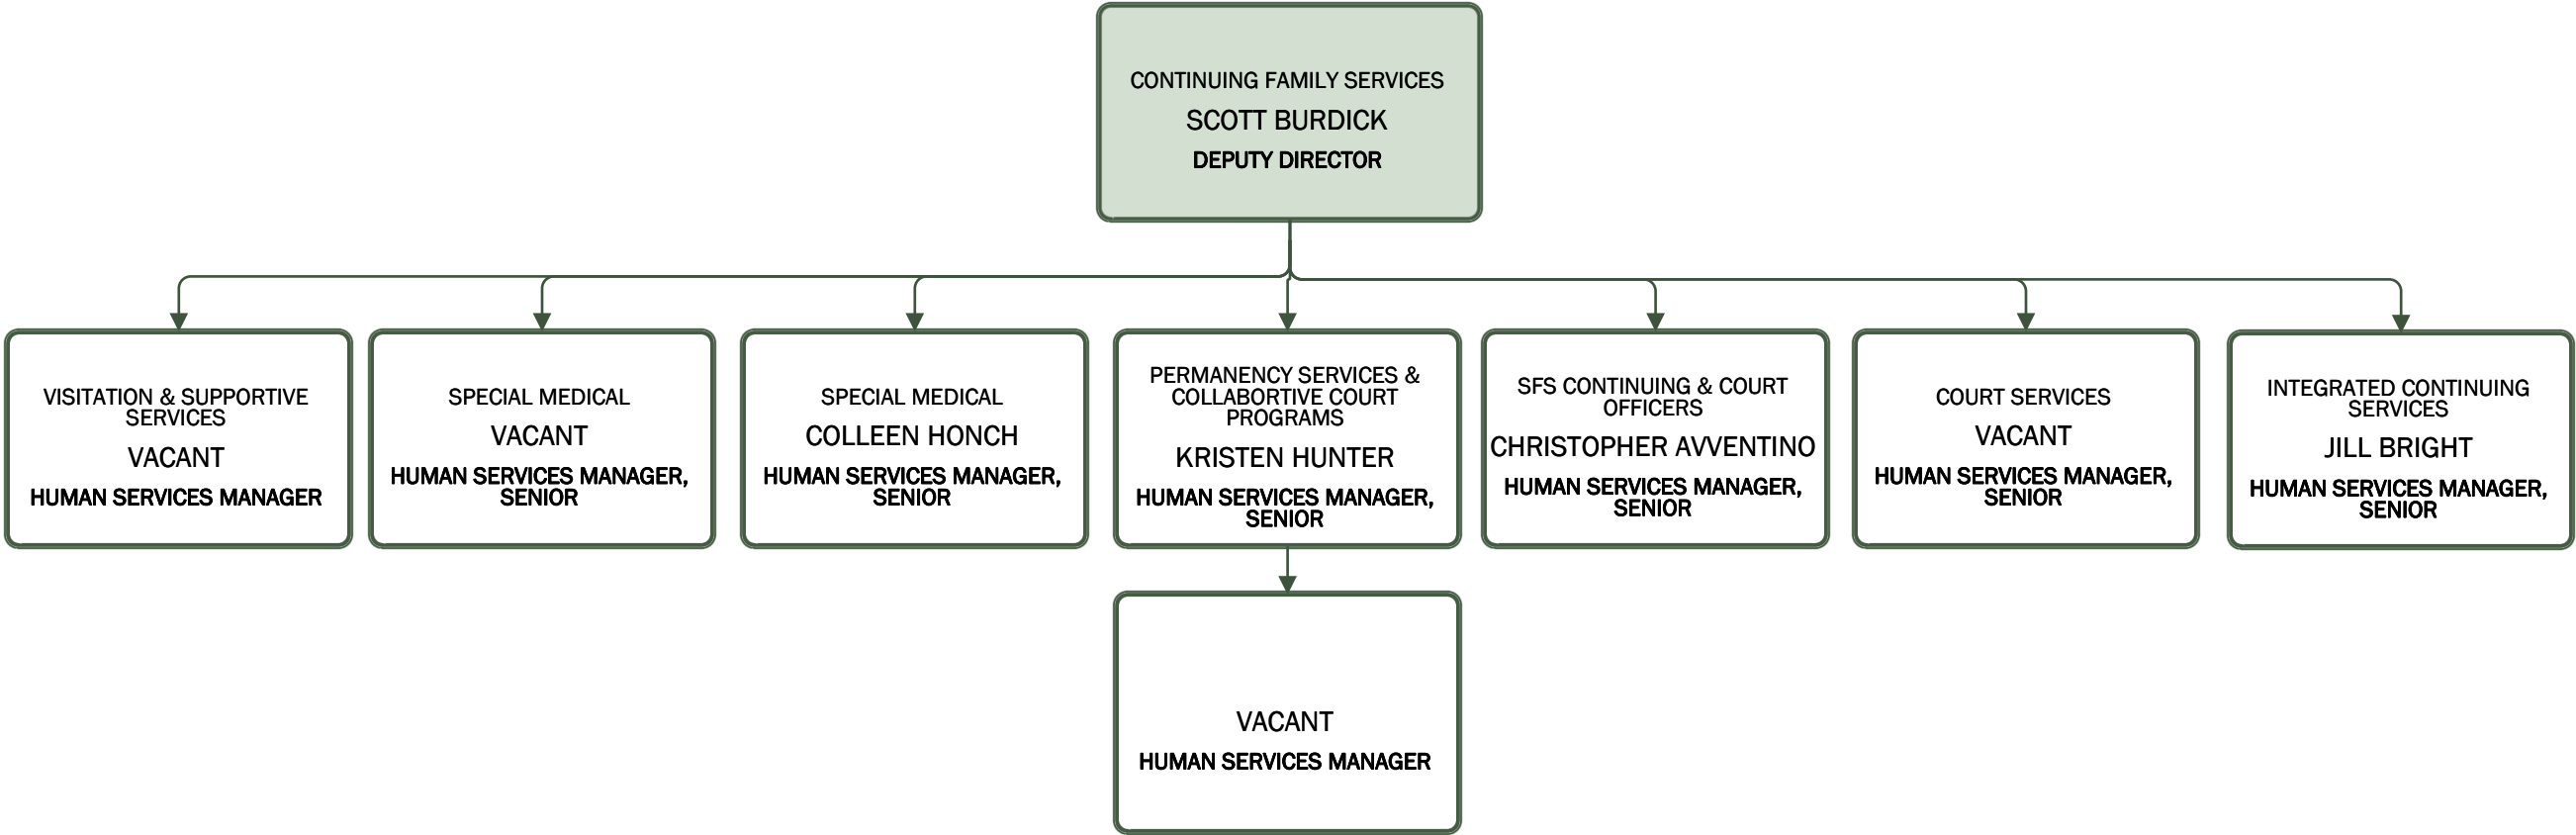 CONTINUING FAMILY SERVICES
SCOTT BURDICK
DEPUTY DIRECTOR
VISITATION & SUPPORTIVE
SERVICES
VACANT
HUMAN SERVICES MANAGER
SPECIAL MEDICAL
VACANT
HUMAN SERVICES MANAGER,
SENIOR
SPECIAL MEDICAL
COLLEEN HONCH
HUMAN SERVICES MANAGER,
SENIOR
PERMANENCY SERVICES &
COLLABORTIVE COURT
PROGRAMS
KRISTEN HUNTER
HUMAN SERVICES MANAGER,
SENIOR
SFS CONTINUING & COURT
OFFICERS
CHRISTOPHER AVVENTINO
HUMAN SERVICES MANAGER,
SENIOR
COURT SERVICES
VACANT
HUMAN SERVICES MANAGER,
SENIOR
INTEGRATED CONTINUING
SERVICES
JILL BRIGHT
HUMAN SERVICES MANAGER,
SENIOR
VACANT
HUMAN SERVICES MANAGER